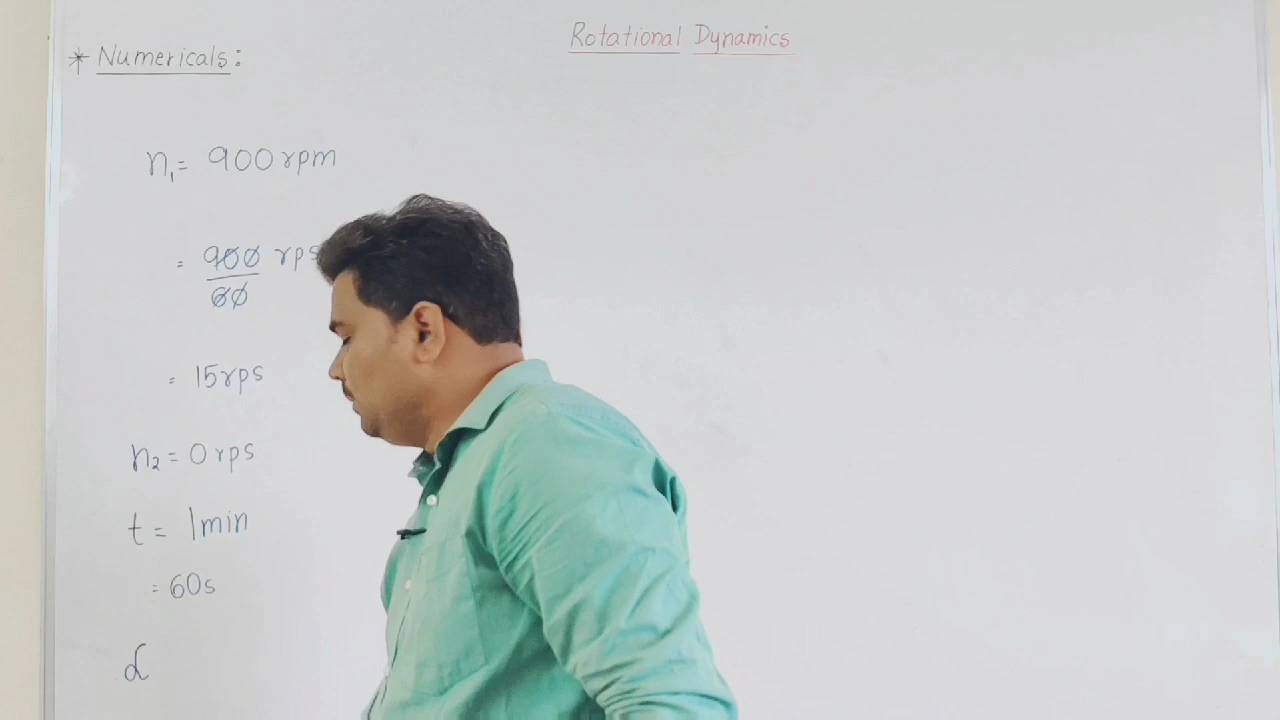 Rotational Dynamics
* Numericals:
n₁ = 900 rpm
= 900/60 rps
= 15 rps
n₂ = 0 rps
t = 1 min
= 60s
α